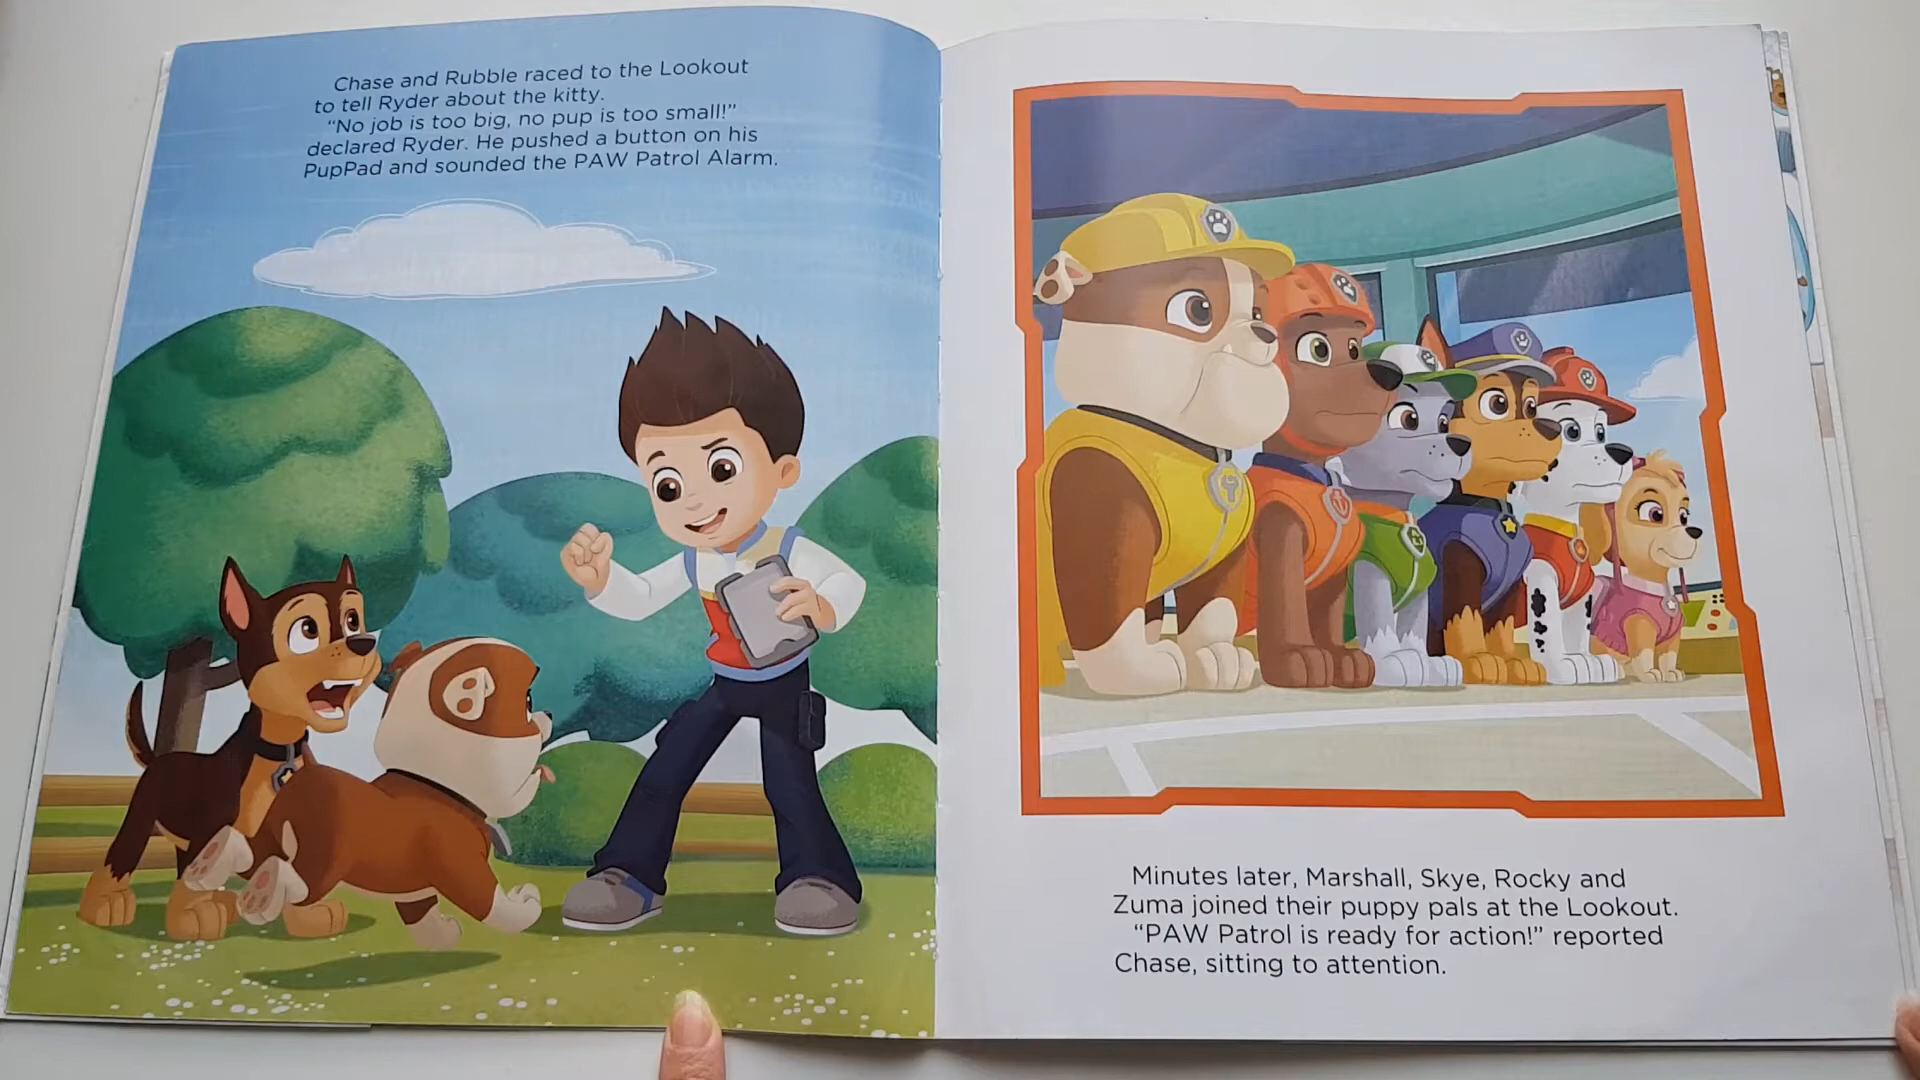 Chase and Rubble raced to the Lookout
to tell Ryder about the kitty.
“No job is too big, no pup is too small!”
declared Ryder. He pushed a button on his
PupPad and sounded the PAW Patrol Alarm.
Minutes later, Marshall, Skye, Rocky and
Zuma joined their puppy pals at the Lookout.
“PAW Patrol is ready for action!” reported
Chase, sitting to attention.